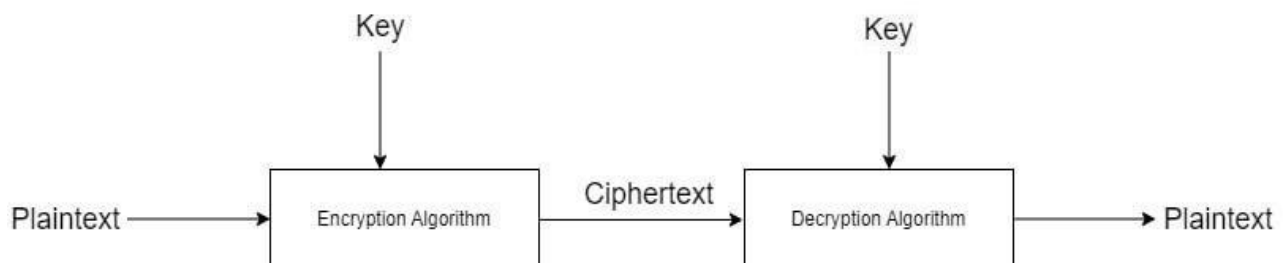 Key
Key
Plaintext
Encryption Algorithm
Ciphertext
Decryption Algorithm
Plaintext